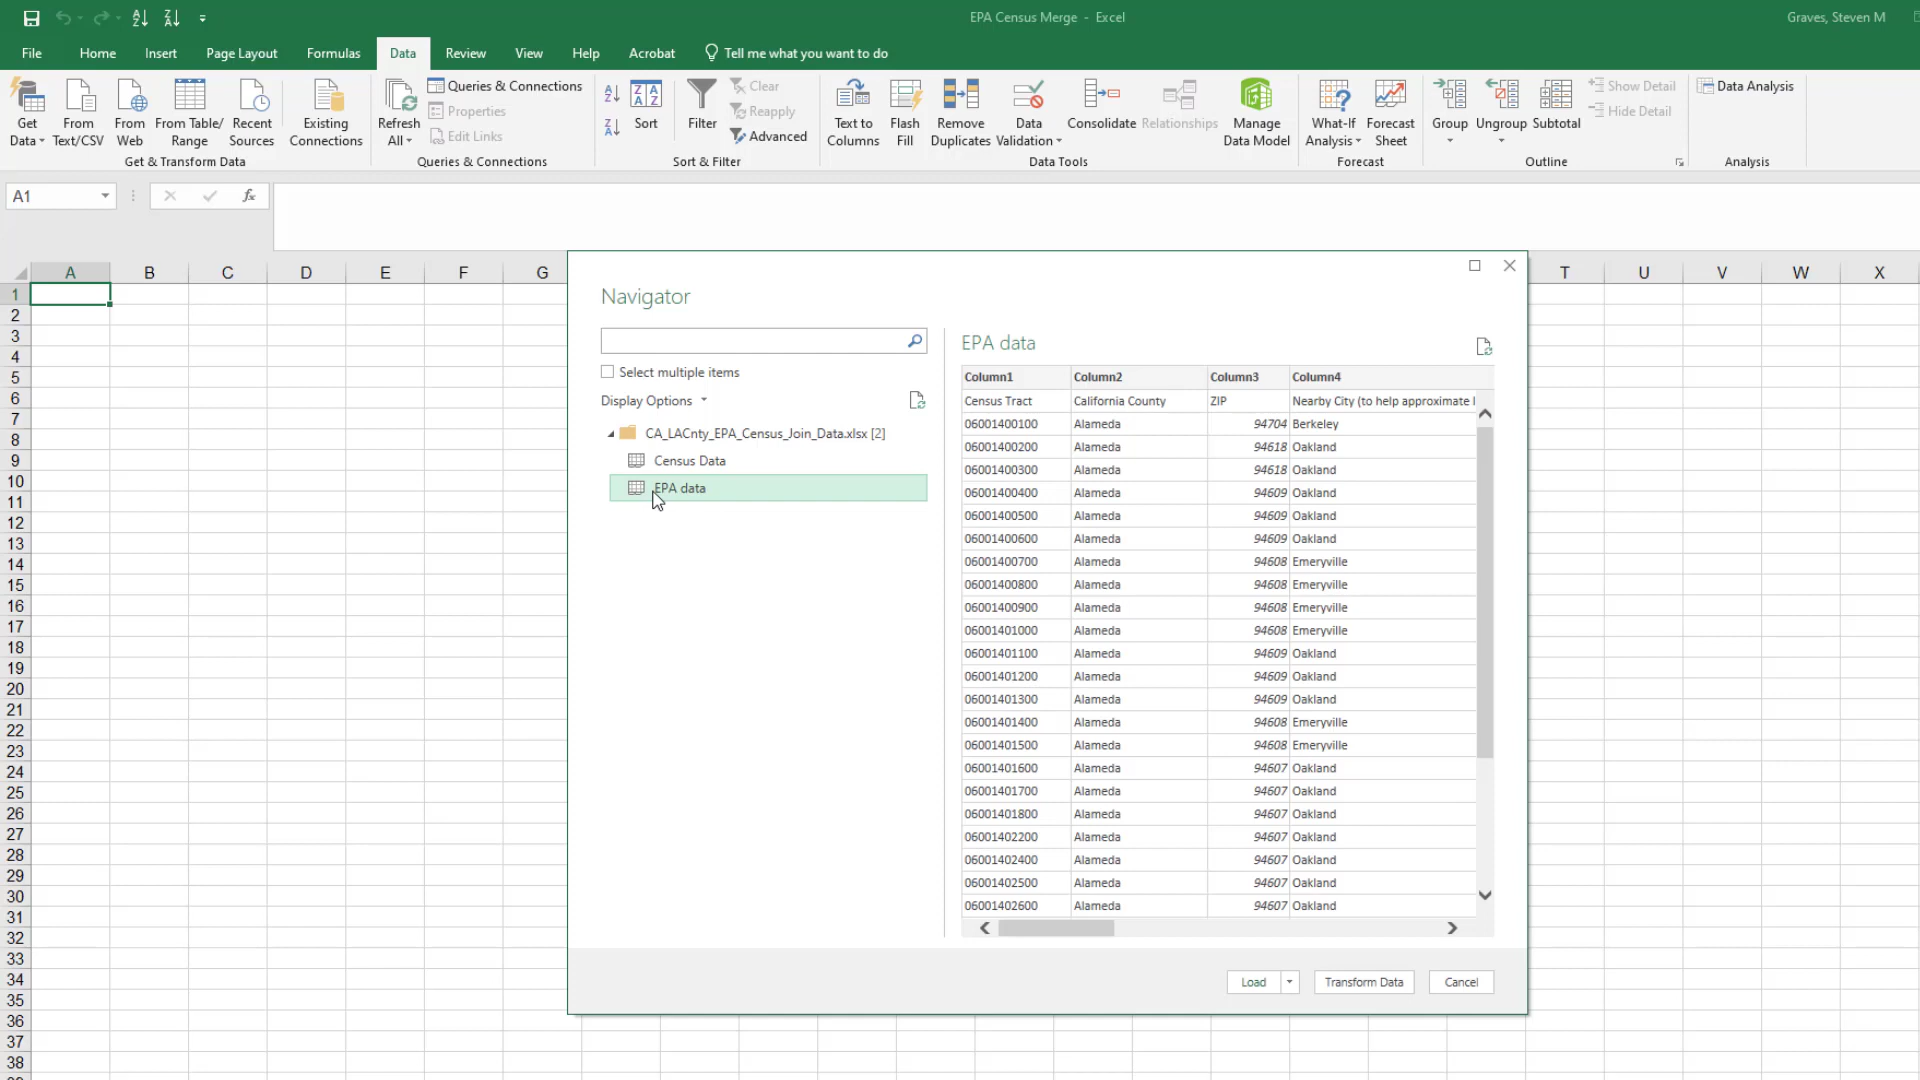 EPA Census Merge - Excel
Graves, Steven M
File Home Insert Page Layout Formulas Data Review View Help Acrobat Tell me what you want to do
Get Data
From Text/CSV
From Web
From Table/ Range
Recent Sources
Existing Connections
Get & Transform Data
Refresh All
Queries & Connections
Properties
Edit Links
Queries & Connections
Sort
Filter
Clear
Reapply
Advanced
Sort & Filter
Text to Columns
Flash Fill
Remove Duplicates
Data Validation
Consolidate
Relationships
Manage Data Model
Data Tools
What-If Analysis
Forecast Sheet
Forecast
Group
Ungroup
Subtotal
Show Detail
Hide Detail
Outline
Data Analysis
Analysis
A1
fx
A B C D E F G T U V W X
1
2
3
4
5
6
7
8
9
10
11
12
13
14
15
16
17
18
19
20
21
22
23
24
25
26
27
28
29
30
31
32
33
34
35
36
37
38
Navigator
Select multiple items
Display Options
CA_LACnty_EPA_Census_Join_Data.xlsx [2]
Census Data
EPA data
EPA data
Column1 Column2 Column3 Column4
Census Tract California County ZIP Nearby City (to help approximate l
06001400100 Alameda 94704 Berkeley
06001400200 Alameda 94618 Oakland
06001400300 Alameda 94618 Oakland
06001400400 Alameda 94609 Oakland
06001400500 Alameda 94609 Oakland
06001400600 Alameda 94609 Oakland
06001400700 Alameda 94608 Emeryville
06001400800 Alameda 94608 Emeryville
06001400900 Alameda 94608 Emeryville
06001401000 Alameda 94608 Emeryville
06001401100 Alameda 94609 Oakland
06001401200 Alameda 94609 Oakland
06001401300 Alameda 94609 Oakland
06001401400 Alameda 94608 Emeryville
06001401500 Alameda 94608 Emeryville
06001401600 Alameda 94607 Oakland
06001401700 Alameda 94607 Oakland
06001401800 Alameda 94607 Oakland
06001402200 Alameda 94607 Oakland
06001402400 Alameda 94607 Oakland
06001402500 Alameda 94607 Oakland
06001402600 Alameda 94607 Oakland
Load Transform Data Cancel